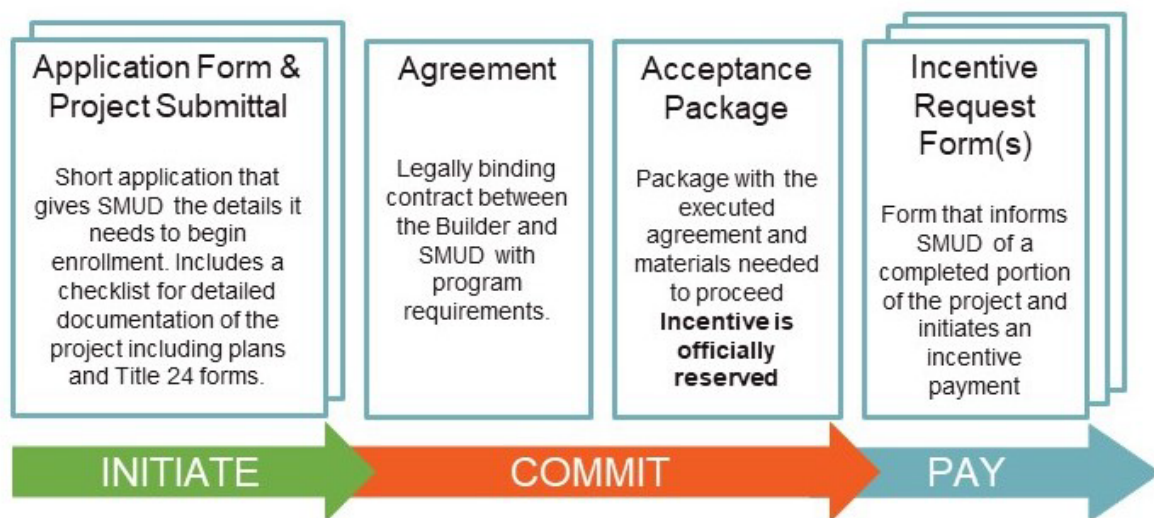 Application Form &
Project Submittal
Short application that
gives SMUD the details it
needs to begin
enrollment. Includes a
checklist for detailed
documentation of the
project including plans
and Title 24 forms.
Agreement
Legally binding
contract between
the Builder and
SMUD with
program
requirements.
Acceptance
Package
Package with the
executed
agreement and
materials needed
to proceed
Incentive is
officially
reserved
Incentive
Request
Form(s)
Form that informs
SMUD of a
completed portion
of the project and
initiates an
incentive
payment
INITIATE
COMMIT
PAY